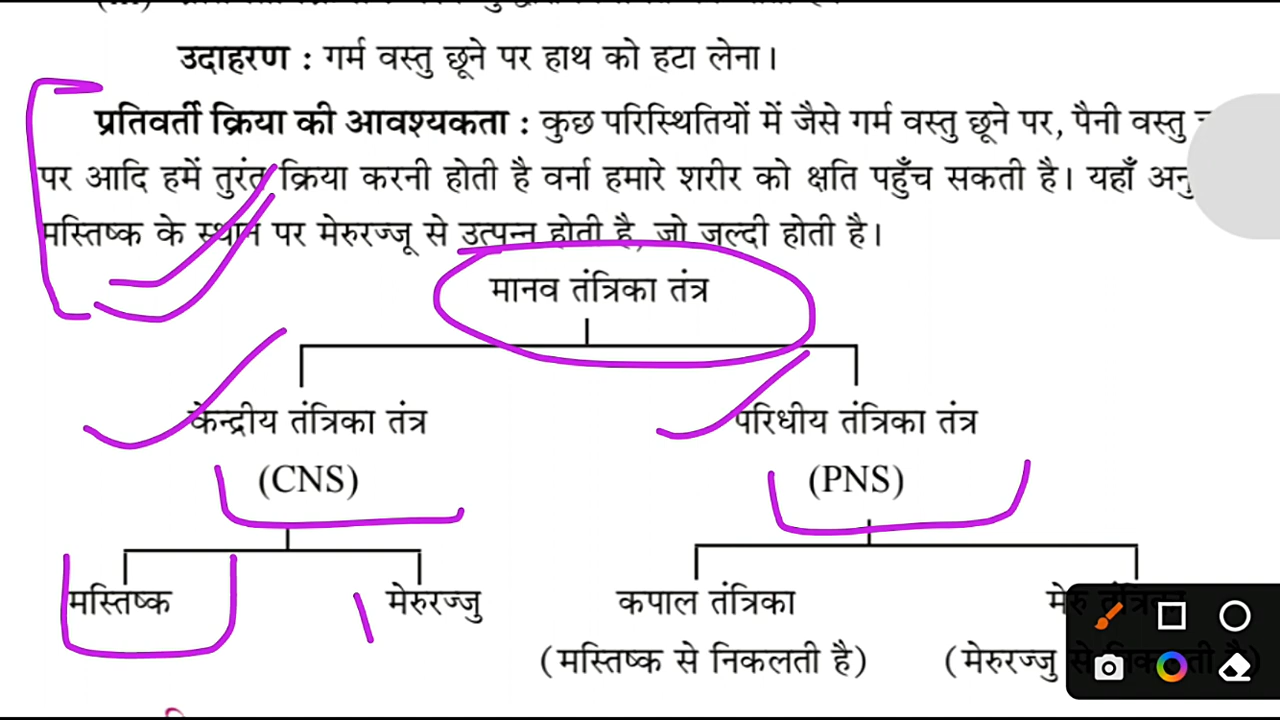 उदाहरण : गर्म वस्तु छूने पर हाथ को हटा लेना।
प्रतिवर्ती क्रिया की आवश्यकता : कुछ परिस्थितियों में जैसे गर्म वस्तु छूने पर, पैनी वस्तु
पर आदि हमें तुरंत क्रिया करनी होती है वर्ना हमारे शरीर को क्षति पहुँच सकती है। यहाँ
मस्तिष्क के स्थान पर मेरुरज्जू से उत्पन्न होती है, जो जल्दी होती है।
मानव तंत्रिका तंत्र
केन्द्रीय तंत्रिका तंत्र परिधीय तंत्रिका तंत्र
(CNS) (PNS)
मस्तिष्क मेरुरज्जु कपाल तंत्रिका मेरु तंत्रिका
(मस्तिष्क से निकलती है) (मेरुरज्जु से निकलती है)